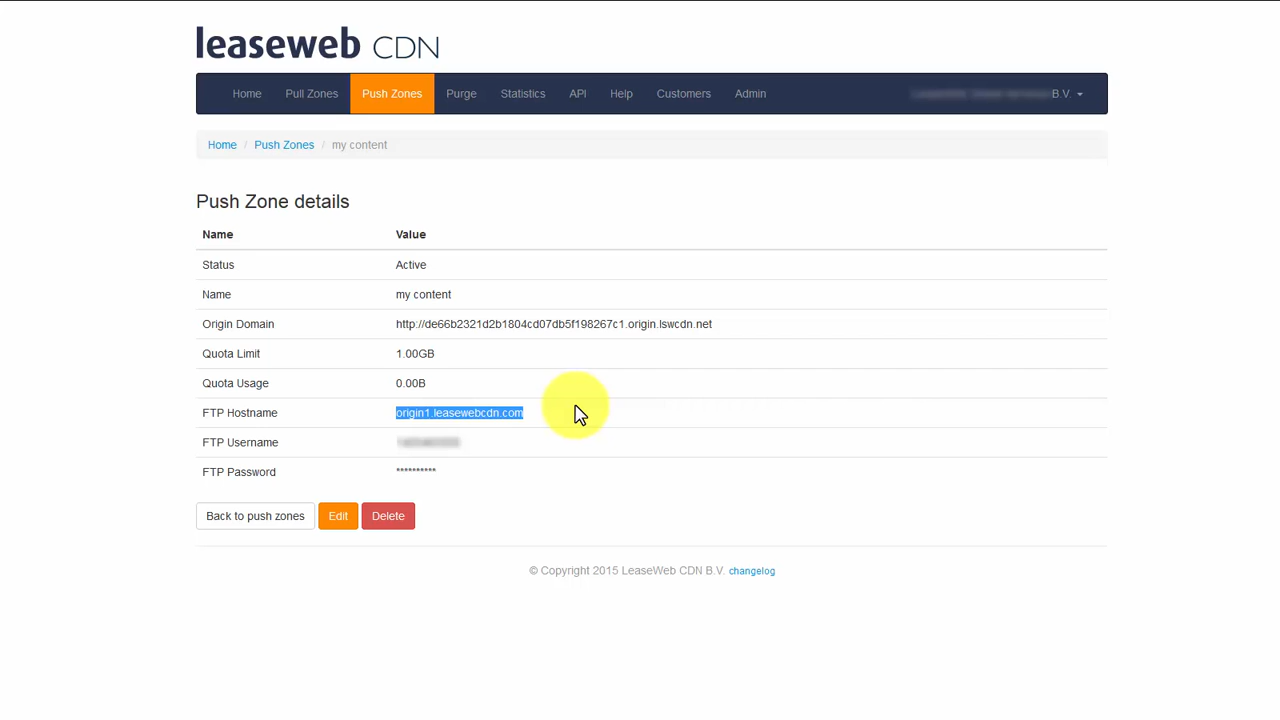 leaseweb CDN
Home Pull Zones Push Zones Purge Statistics API Help Customers Admin B.V.
Home / Push Zones / my content
Push Zone details
Name Value
Status Active
Name my content
Origin Domain http://de66b2321d2b1804cd07db5f198267c1.origin.lswcdn.net
Quota Limit 1.00GB
Quota Usage 0.00B
FTP Hostname origin1.leasewebcdn.com
FTP Username
FTP Password **********
Back to push zones Edit Delete
© Copyright 2015 LeaseWeb CDN B.V. changelog